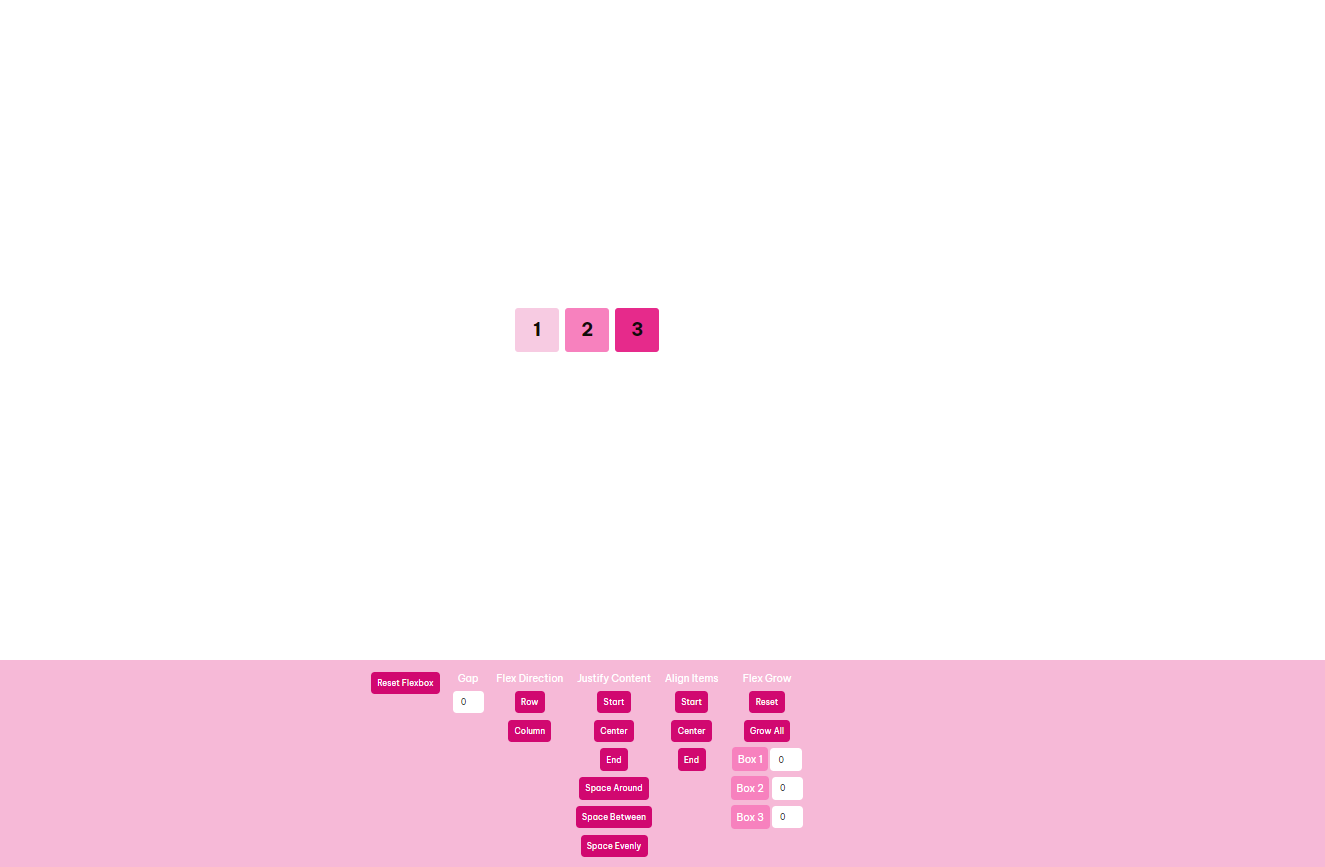 1 2 3
Reset Flexbox Gap Flex Direction Justify Content Align Items Flex Grow
0 Row Start Start Reset
Column Center Center Grow All
End End Box 1 0
Space Around Box 2 0
Space Between Box 3 0
Space Evenly